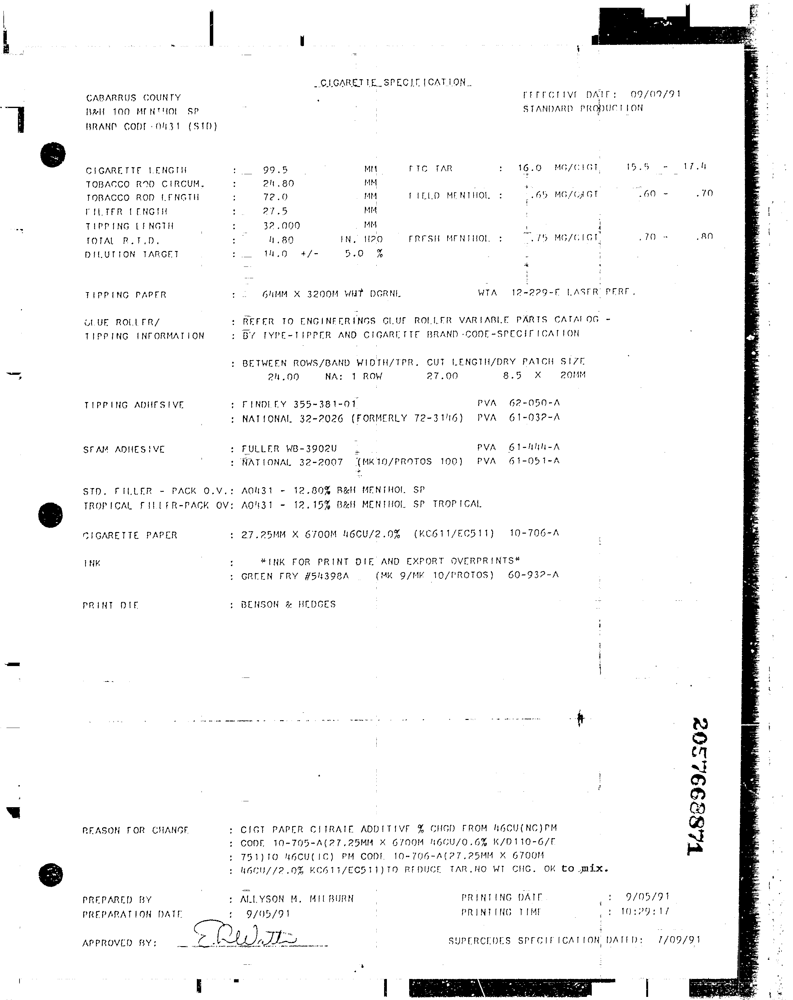 CIGARETTE SPECIFICATION
CABARRUS COUNTY EFFECTIVE DATE: 09/09/91
B&H 100 MENTHOL SP STANDARD PRODUCTION
BRAND CODE-0431 (STD)
CIGARETTE LENGTH : 99.5 MM FTC TAR : 16.0 MG/CIGT 15.5 - 17.4
TOBACCO ROD CIRCUM. : 24.80 MM
TOBACCO ROD LENGTH : 72.0 MM FIELD MENTHOL : .65 MG/CIGT .60 - .70
FILTER LENGTH : 27.5 MM
TIPPING LENGTH : 32.000 MM
TOTAL R.T.D. : 4.80 IN. H2O FRESH MENTHOL : .75 MG/CIGT .70 - .80
DILUTION TARGET : 14.0 +/- 5.0 %
TIPPING PAPER : 64MM X 3200M WHT DGRNL WTA 12-229-E LASER PERF.
GLUE ROLLER/ : REFER TO ENGINEERINGS GLUE ROLLER VARIABLE PARTS CATALOG -
TIPPING INFORMATION : BY TYPE-TIPPER AND CIGARETTE BRAND-CODE-SPECIFICATION
: BETWEEN ROWS/BAND WIDTH/TPR. CUT LENGTH/DRY PATCH SIZE
24.00 NA: 1 ROW 27.00 8.5 X 20MM
TIPPING ADHESIVE : FINDLEY 355-381-01 PVA 62-050-A
: NATIONAL 32-2026 (FORMERLY 72-3146) PVA 61-032-A
SEAM ADHESIVE : FULLER WB-3902U PVA 61-444-A
: NATIONAL 32-2007 (MK10/PROTOS 100) PVA 61-051-A
STD. FILLER - PACK O.V.: A0431 - 12.80% B&H MENTHOL SP
TROPICAL FILLER-PACK OV: A0431 - 12.15% B&H MENTHOL SP TROPICAL
CIGARETTE PAPER : 27.25MM X 6700M 46CU/2.0% (KC611/EC511) 10-706-A
INK : "INK FOR PRINT DIE AND EXPORT OVERPRINTS"
: GREEN FRY #54398A (MK 9/MK 10/PROTOS) 60-932-A
PRINT DIE : BENSON & HEDGES
2057668871
REASON FOR CHANGE : CIGT PAPER CITRATE ADDITIVE % CHGD FROM 46CU(NC)PM
: CODE 10-705-A(27.25MM X 6700M 46CU/0.6% K/D110-6/E
: 751)TO 46CU(IC) PM CODE 10-706-A(27.25MM X 6700M
: 46CU//2.0% KC611/EC511)TO REDUCE TAR.NO WT CHG. OK to mix.
PREPARED BY : ALLYSON M. MILBURN PRINTING DATE : 9/05/91
PREPARATION DATE : 9/05/91 PRINTING TIME : 10:29:17
APPROVED BY: SUPERCEDES SPECIFICATION DATED: 7/09/91